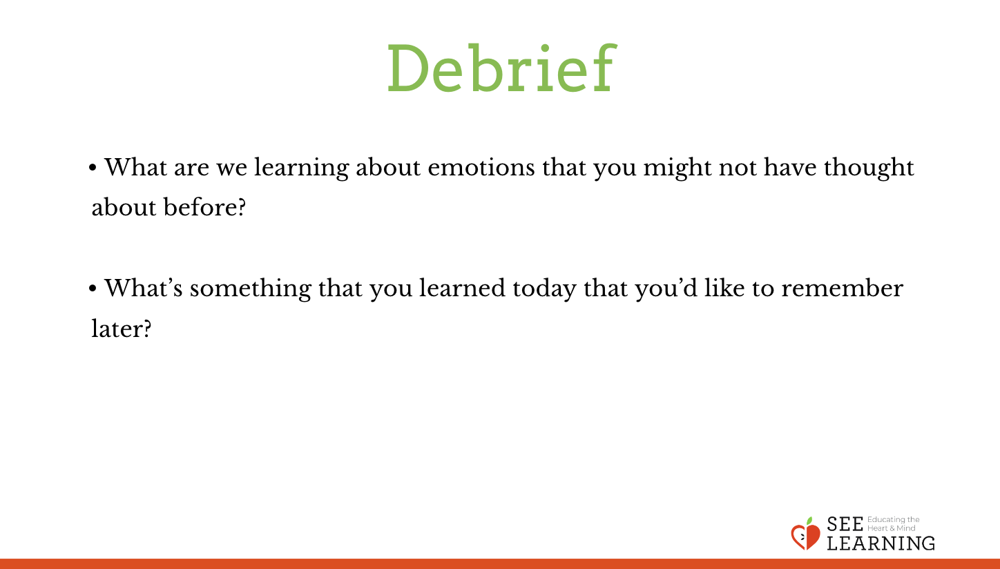 Debrief
• What are we learning about emotions that you might not have thought
about before?
• What’s something that you learned today that you’d like to remember
later?
SEE Educating the
Heart & Mind
LEARNING